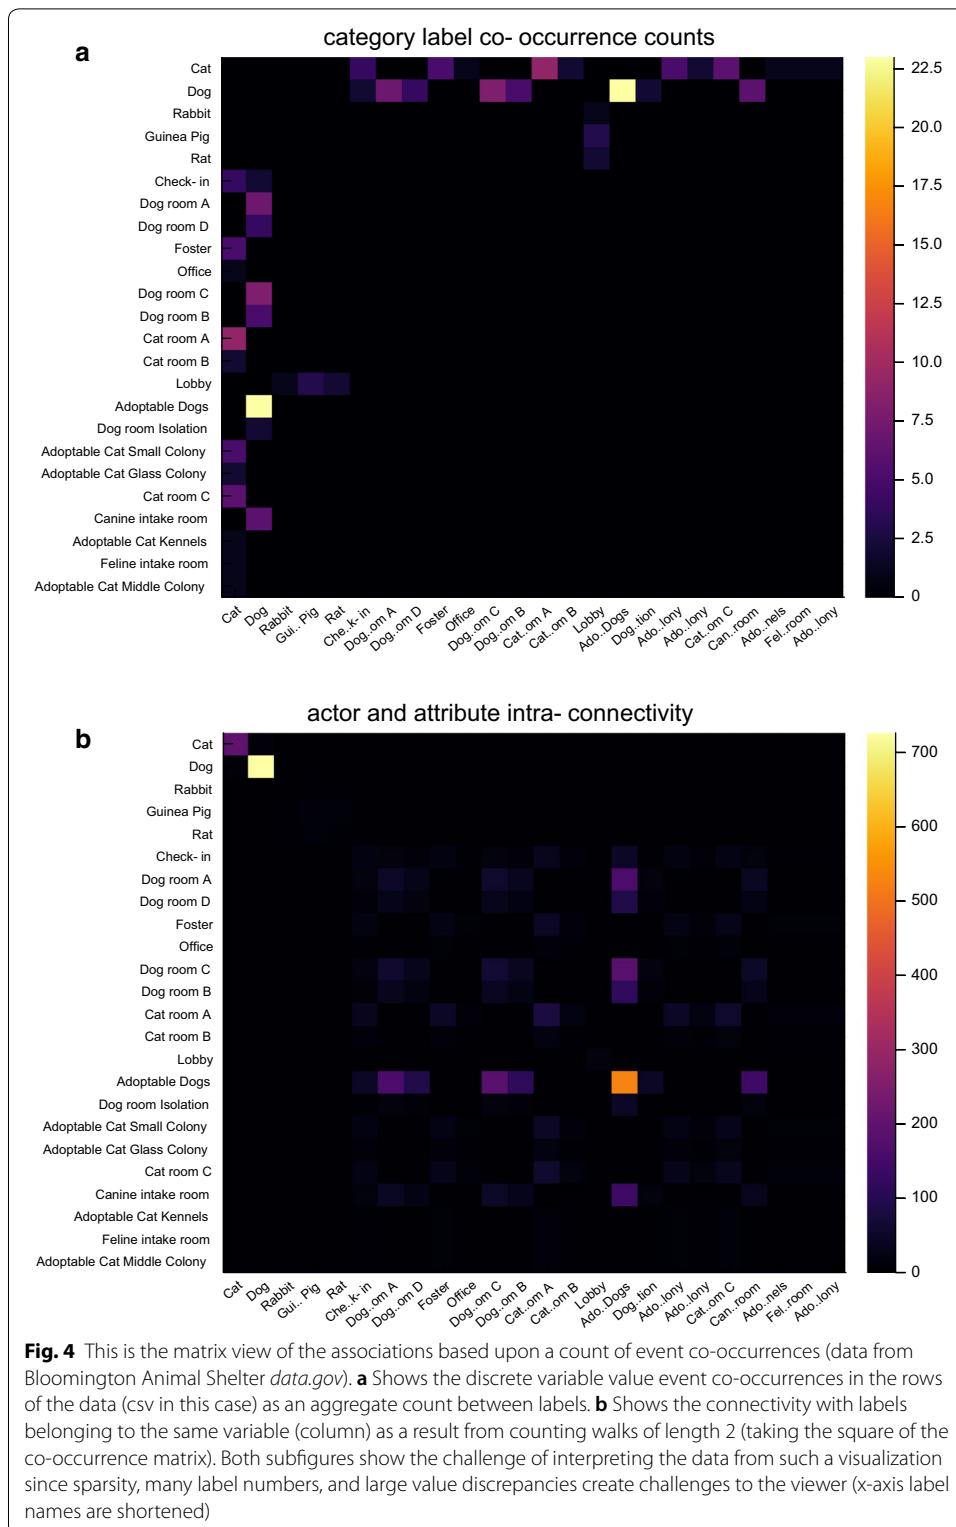 a
category label co- occurrence counts
Cat
Dog
Rabbit
Guinea Pig
Rat
Check- in
Dog room A
Dog room D
Foster
Office
Dog room C
Dog room B
Cat room A
Cat room B
Lobby
Adoptable Dogs
Dog room Isolation
Adoptable Cat Small Colony
Adoptable Cat Glass Colony
Cat room C
Canine intake room
Adoptable Cat Kennels
Feline intake room
Adoptable Cat Middle Colony
22.5
20.0
17.5
15.0
12.5
10.0
7.5
5.0
2.5
0
Cat
Dog
Rabbit
Gui.. Pig
Rat
Che..k- in
Dog..om A
Dog..om D
Foster
Office
Dog..om C
Dog..om B
Cat..om A
Cat..om B
Lobby
Ado..Dogs
Dog..tion
Ado..lony
Ado..lony
Cat..om C
Can..room
Ado..nels
Fel..room
Ado..lony
b
actor and attribute intra- connectivity
Cat
Dog
Rabbit
Guinea Pig
Rat
Check- in
Dog room A
Dog room D
Foster
Office
Dog room C
Dog room B
Cat room A
Cat room B
Lobby
Adoptable Dogs
Dog room Isolation
Adoptable Cat Small Colony
Adoptable Cat Glass Colony
Cat room C
Canine intake room
Adoptable Cat Kennels
Feline intake room
Adoptable Cat Middle Colony
700
600
500
400
300
200
100
0
Cat
Dog
Rabbit
Gui.. Pig
Rat
Che..k- in
Dog..om A
Dog..om D
Foster
Office
Dog..om C
Dog..om B
Cat..om A
Cat..om B
Lobby
Ado..Dogs
Dog..tion
Ado..lony
Ado..lony
Cat..om C
Can..room
Ado..nels
Fel..room
Ado..lony
Fig. 4 This is the matrix view of the associations based upon a count of event co-occurrences (data from
Bloomington Animal Shelter data.gov). a Shows the discrete variable value event co-occurrences in the rows
of the data (csv in this case) as an aggregate count between labels. b Shows the connectivity with labels
belonging to the same variable (column) as a result from counting walks of length 2 (taking the square of the
co-occurrence matrix). Both subfigures show the challenge of interpreting the data from such a visualization
since sparsity, many label numbers, and large value discrepancies create challenges to the viewer (x-axis label
names are shortened)